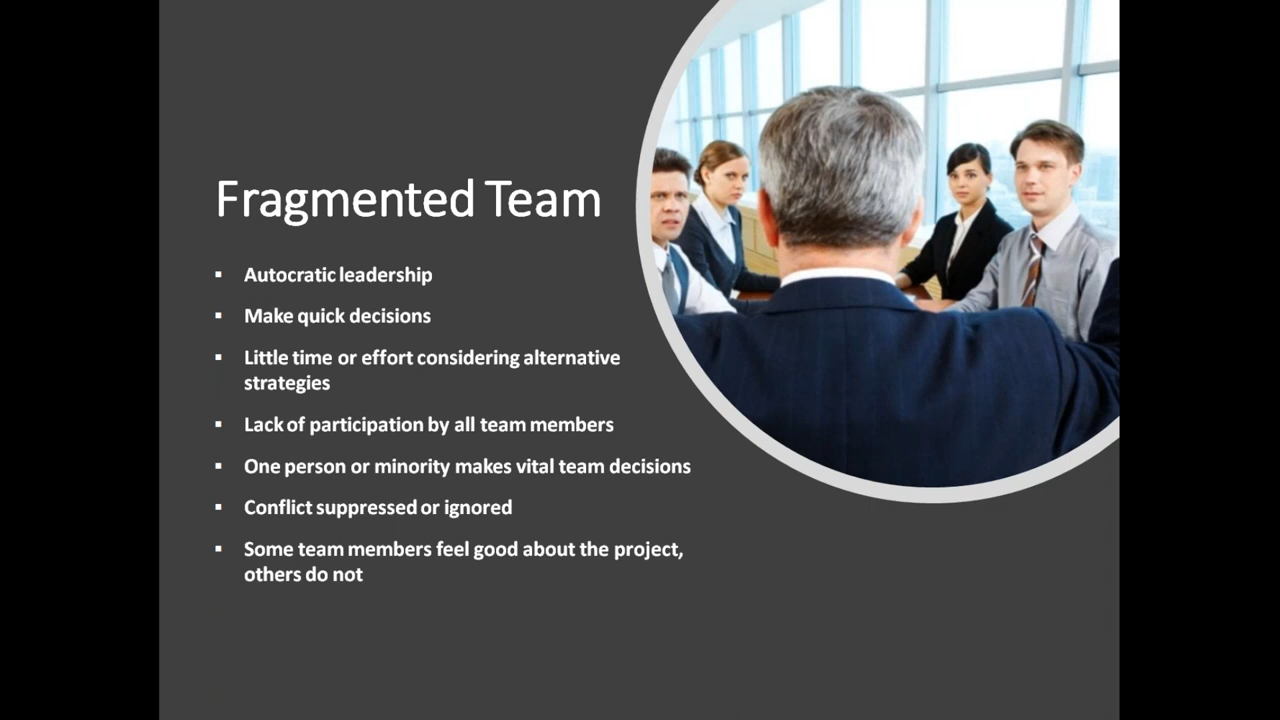 Fragmented Team
▪ Autocratic leadership
▪ Make quick decisions
▪ Little time or effort considering alternative
strategies
▪ Lack of participation by all team members
▪ One person or minority makes vital team decisions
▪ Conflict suppressed or ignored
▪ Some team members feel good about the project,
others do not